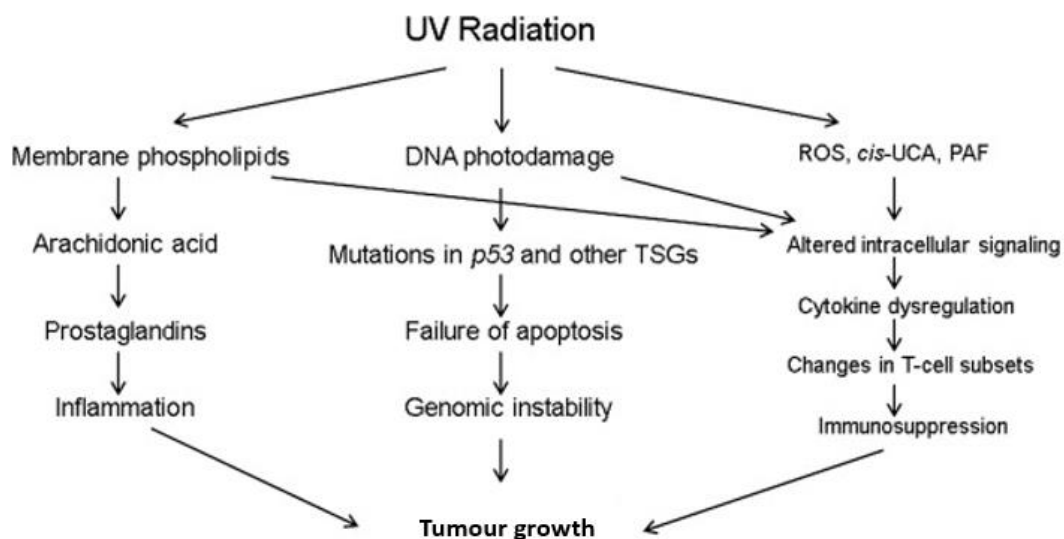 UV Radiation
Membrane phospholipids
DNA photodamage
ROS, cis-UCA, PAF
Arachidonic acid
Mutations in p53 and other TSGs
Altered intracellular signaling
Prostaglandins
Failure of apoptosis
Cytokine dysregulation
Changes in T-cell subsets
Inflammation
Genomic instability
Immunosuppression
Tumour growth